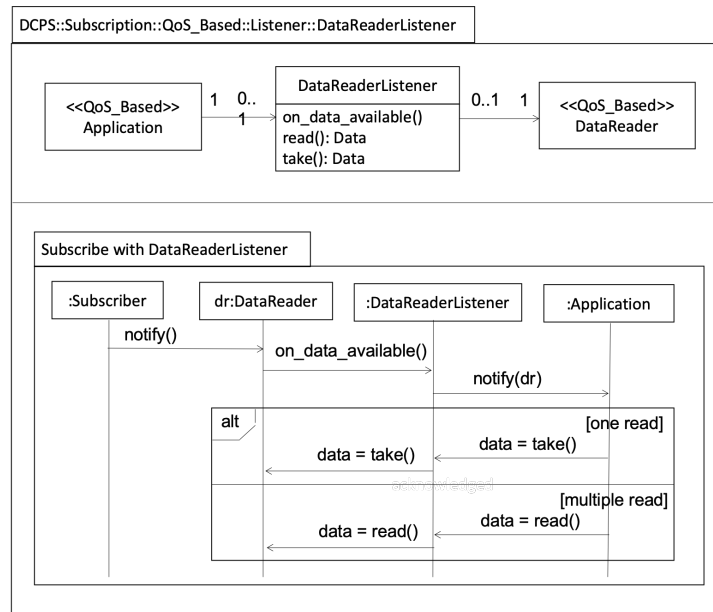 DCPS::Subscription::QoS_Based::Listener::DataReaderListener
<<QoS_Based>>
Application
1 0..
1
DataReaderListener
on_data_available()
read(): Data
take(): Data
0..1 1
<<QoS_Based>>
DataReader
Subscribe with DataReaderListener
:Subscriber
dr:DataReader
:DataReaderListener
:Application
notify()
on_data_available()
notify(dr)
alt
[one read]
data = take()
data = take()
acknowledged
[multiple read]
data = read()
data = read()